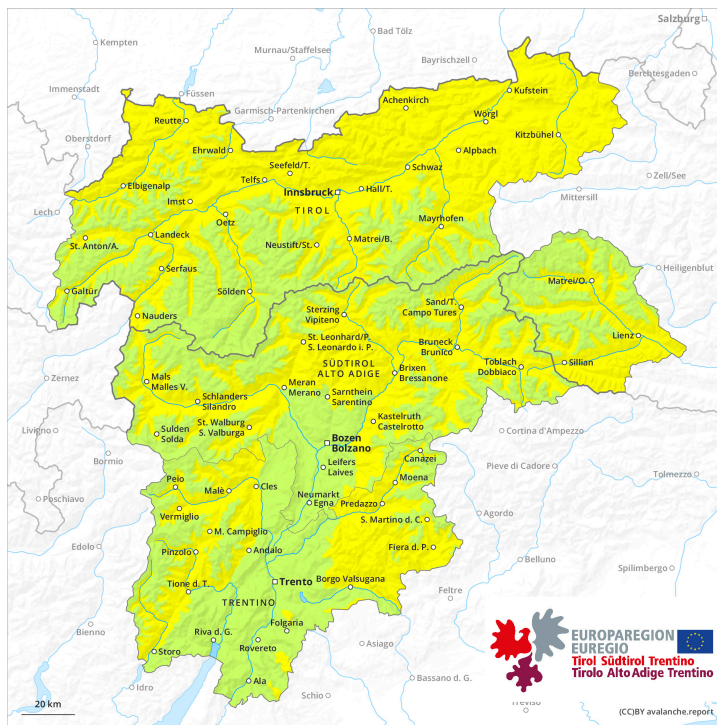 Salzburg
Kempten
Bad Tölz
Murnau/Staffelsee
Bayrischzell
Berchtesgaden
Immenstadt
Füssen
Garmisch-Partenkirchen
Achenkirch
Kufstein
Reutte
Wörgl
Oberstdorf
Ehrwald
Kitzbühel
Alpbach
Seefeld/T.
Schwaz
Zell/See
Elbigenalp
Telfs
Innsbruck
Hall/T.
Mittersill
Lech
Imst
TIROL
Oetz
Mayrhofen
St. Anton/A.
Landeck
Neustift/St.
Matrei/B.
Serfaus
Heiligenblut
Galtür
Sölden
Matrei/O.
Nauders
Sterzing
Vipiteno
Sand/T.
Campo Tures
Lienz
St. Leonhard/P.
S. Leonardo i. P.
Bruneck
Brunico
Sillian
SÜDTIROL
ALTO ADIGE
Brixen
Bressanone
Toblach
Dobbiaco
Zernez
Mals
Malles V.
Meran
Merano
Sarnthein
Sarentino
Schlanders
Silandro
Livigno
St. Walburg
S. Valburga
Kastelruth
Castelrotto
Sulden
Solda
Cortina d'Ampezzo
Bozen
Bolzano
Bormio
Canazei
Leifers
Laives
Pieve di Cadore
Tolmezzo
Poschiavo
Peio
Malè
Cles
Moena
Neumarkt
Egna
Predazzo
Vermiglio
Agordo
S. Martino d. C.
M. Campiglio
Edolo
Pinzolo
Andalo
Fiera d. P.
Belluno
Spilimbergo
Trento
Borgo Valsugana
Tione d. T.
Feltre
TRENTINO
Folgaria
Bienno
Riva d. G.
Rovereto
Asiago
Storo
Ala
Bassano d. G.
Idro
Schio
Treviso
EUROPAREGION
EUREGIO
Tirol Südtirol Trentino
Tirolo Alto Adige Trentino
20 km
(CC)BY avalanche.report